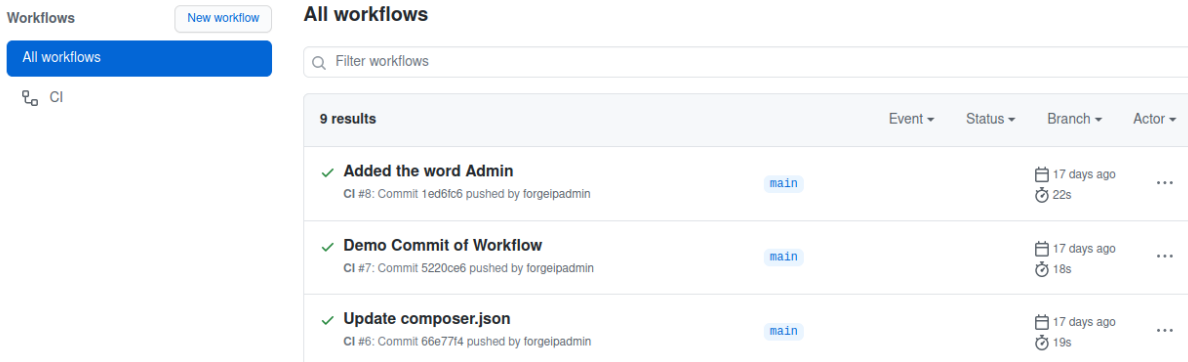 Workflows
New workflow
All workflows
CI
All workflows
Filter workflows
9 results
Event
Status
Branch
Actor
Added the word Admin
CI #8: Commit 1ed6fc6 pushed by forgeipadmin
main
17 days ago
22s
Demo Commit of Workflow
CI #7: Commit 5220ce6 pushed by forgeipadmin
main
17 days ago
18s
Update composer.json
CI #6: Commit 66e77f4 pushed by forgeipadmin
main
17 days ago
19s